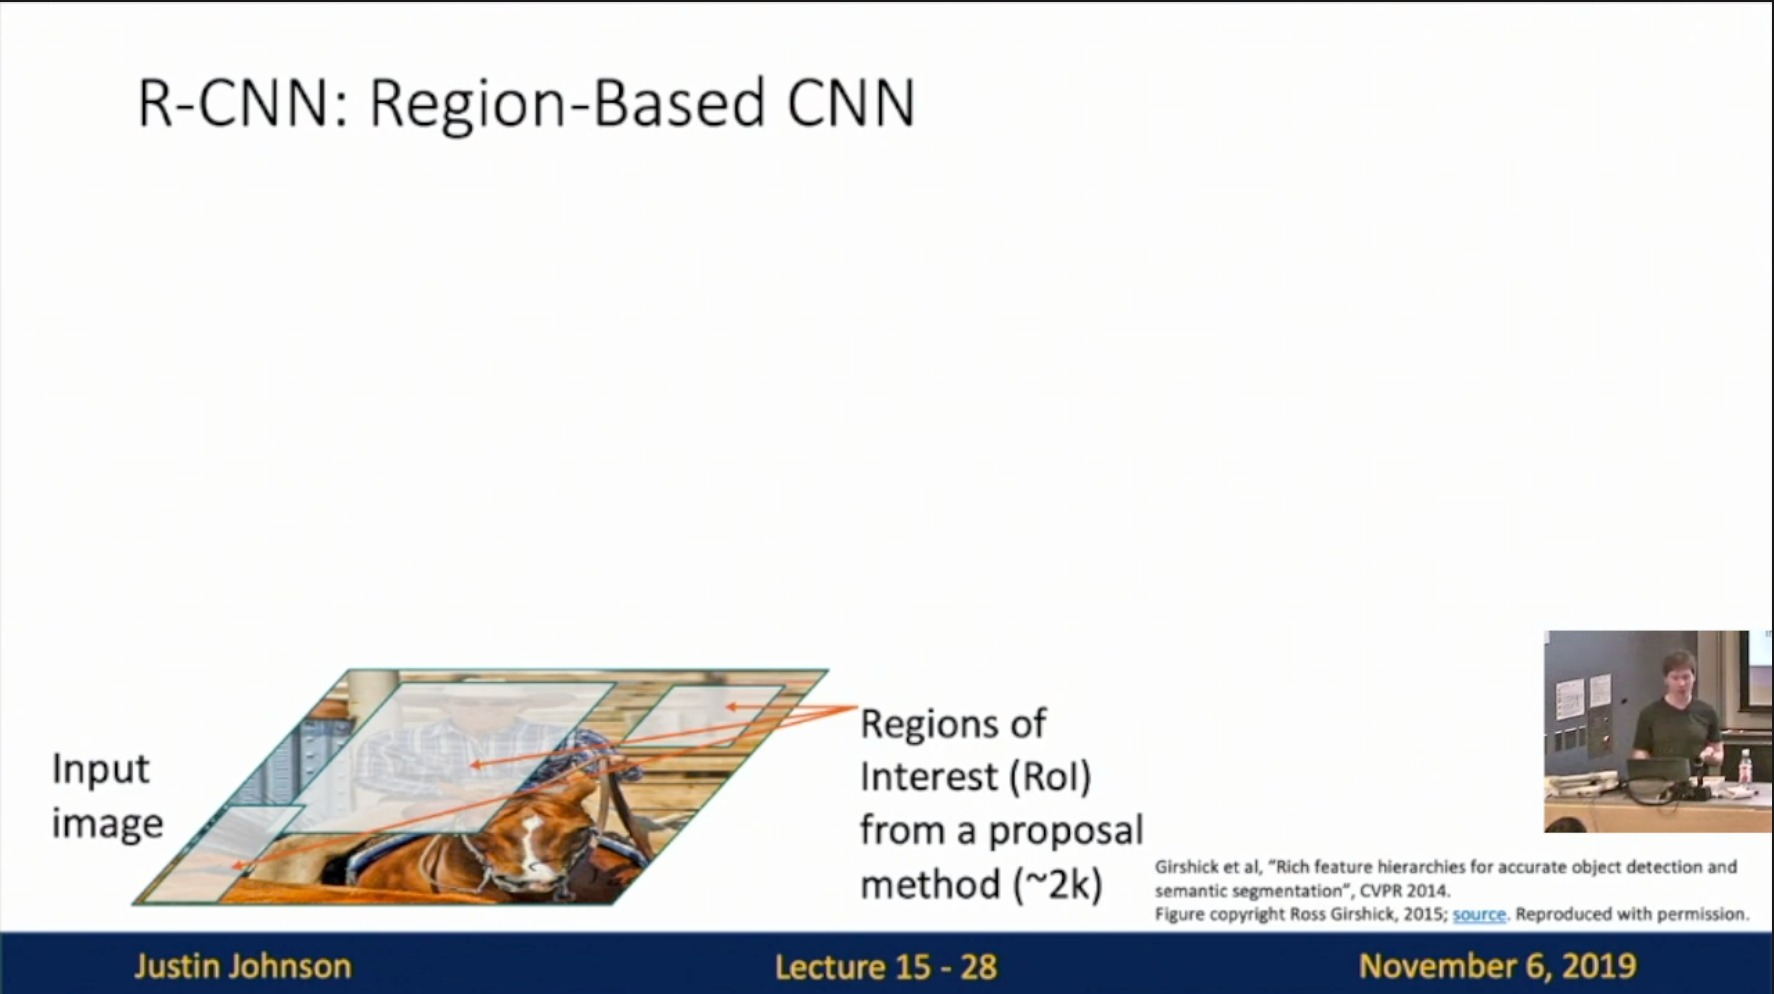 R-CNN: Region-Based CNN
Input
image
Regions of
Interest (RoI)
from a proposal
method (~2k)
Girshick et al, “Rich feature hierarchies for accurate object detection and
semantic segmentation”, CVPR 2014.
Figure copyright Ross Girshick, 2015; source. Reproduced with permission.
Justin Johnson
Lecture 15 - 28
November 6, 2019